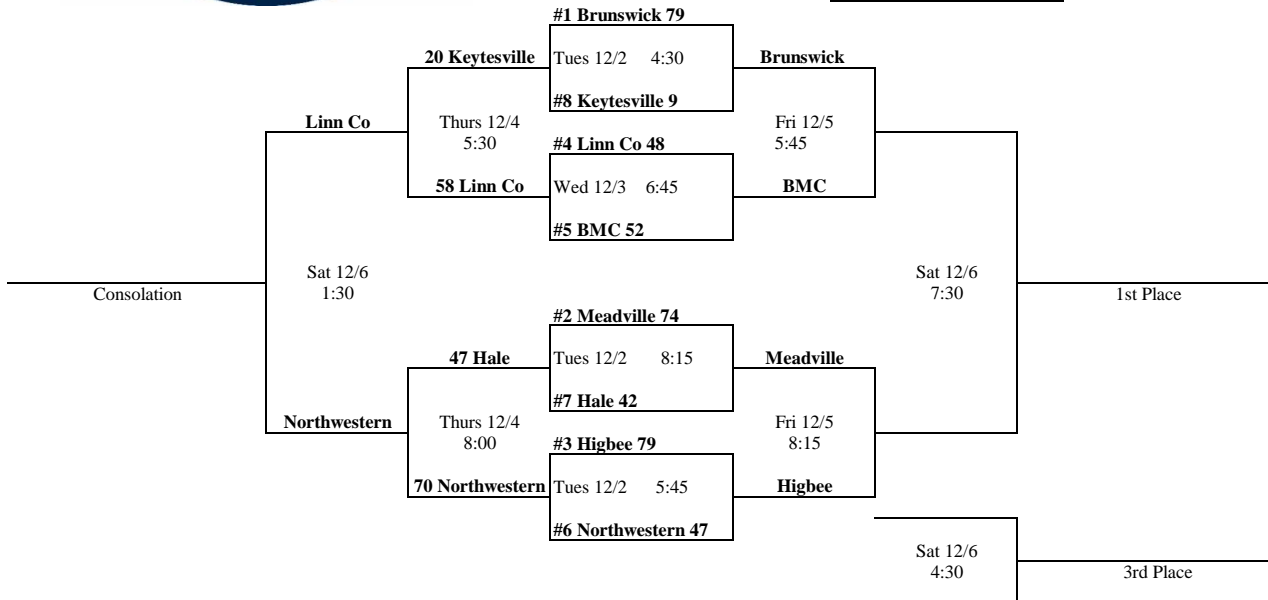 #1 Brunswick 79
20 Keytesville
Tues 12/2 4:30
Brunswick
#8 Keytesville 9
Linn Co
Thurs 12/4
5:30
Fri 12/5
5:45
#4 Linn Co 48
58 Linn Co
Wed 12/3 6:45
BMC
#5 BMC 52
Sat 12/6
1:30
Sat 12/6
7:30
Consolation
1st Place
#2 Meadville 74
47 Hale
Tues 12/2 8:15
Meadville
#7 Hale 42
Northwestern
Thurs 12/4
8:00
Fri 12/5
8:15
#3 Higbee 79
70 Northwestern
Tues 12/2 5:45
Higbee
#6 Northwestern 47
Sat 12/6
4:30
3rd Place